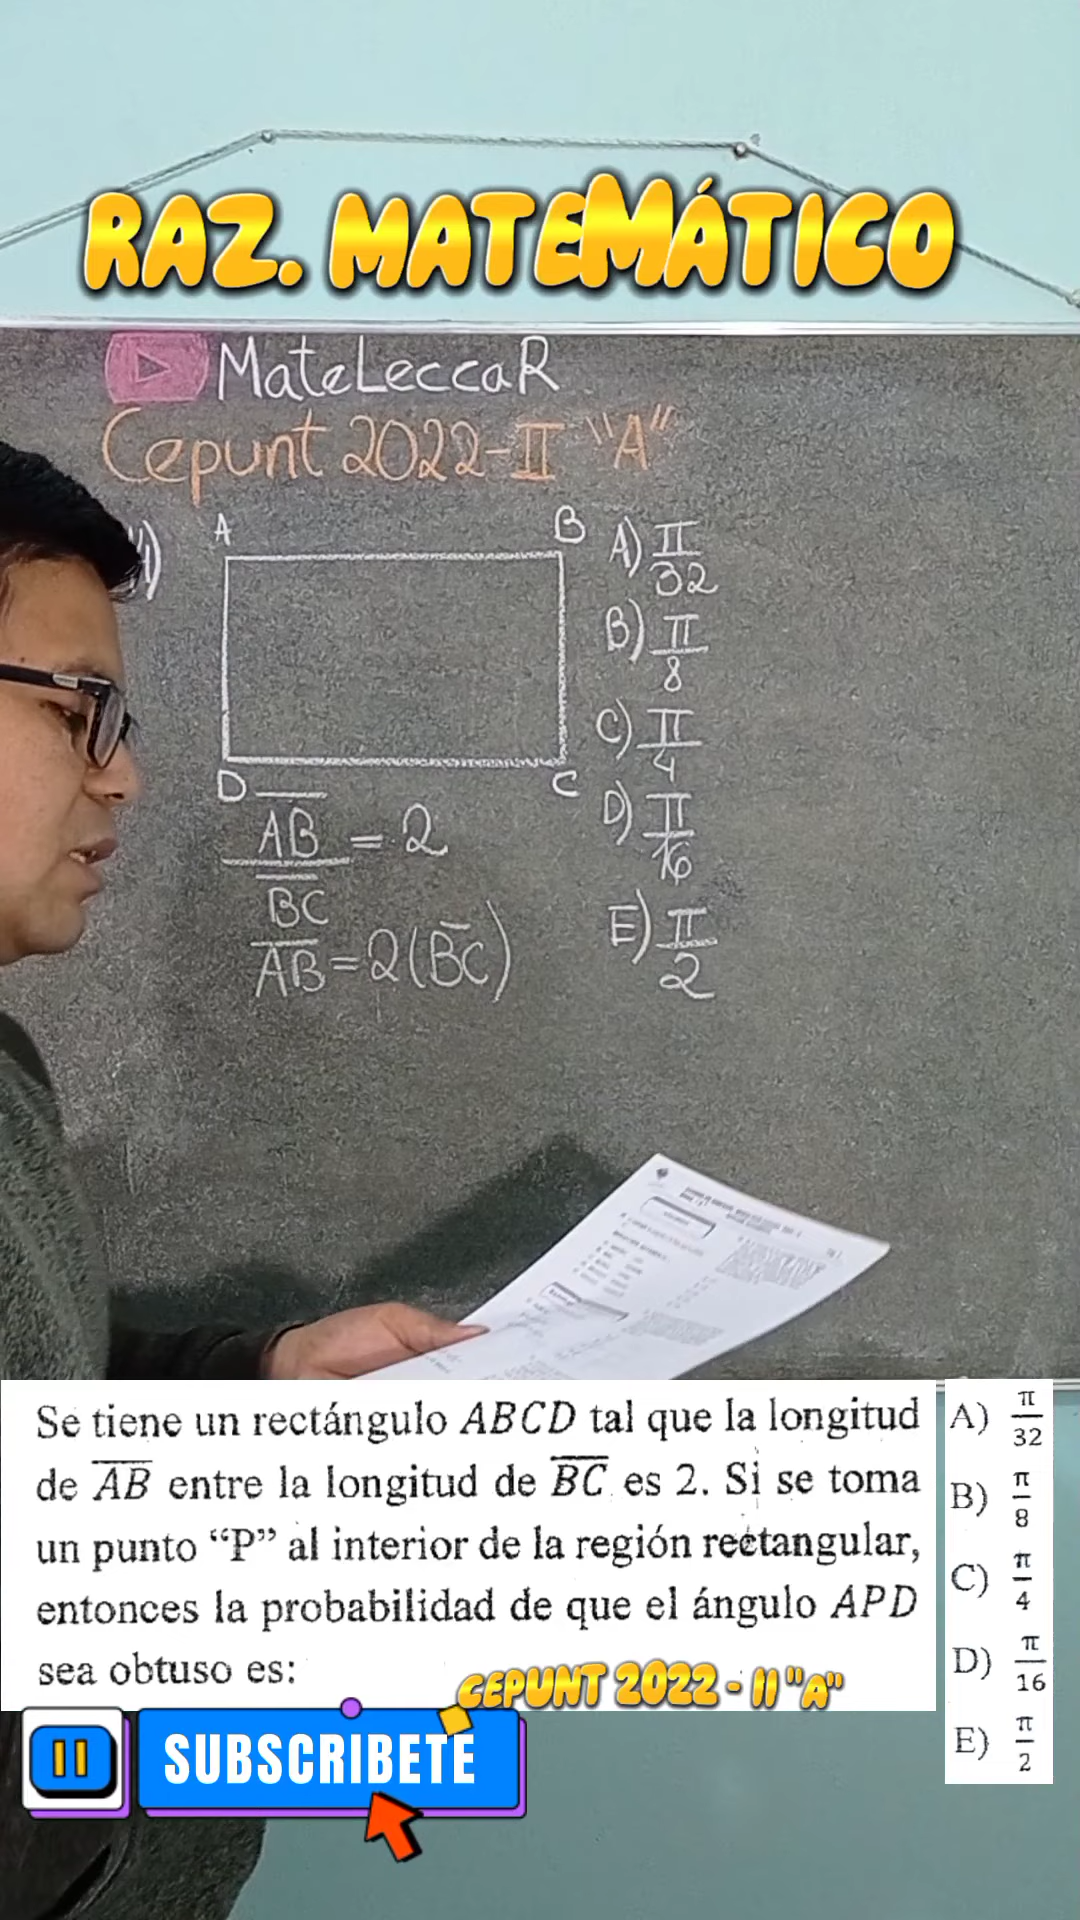 RAZ. MATEMÁTICO
MateLeccaR
Cepunt 2022-II "A"
A
B
D
C
AB
BC
= 2
AB = 2(BC)
A) π/32
B) π/8
C) π/4
D) π/16
E) π/2
Se tiene un rectángulo ABCD tal que la longitud
de AB entre la longitud de BC es 2. Si se toma
un punto “P” al interior de la región rectangular,
entonces la probabilidad de que el ángulo APD
sea obtuso es:
CEPUNT 2022 - II "A"
A) π/32
B) π/8
C) π/4
D) π/16
E) π/2
SUBSCRIBETE